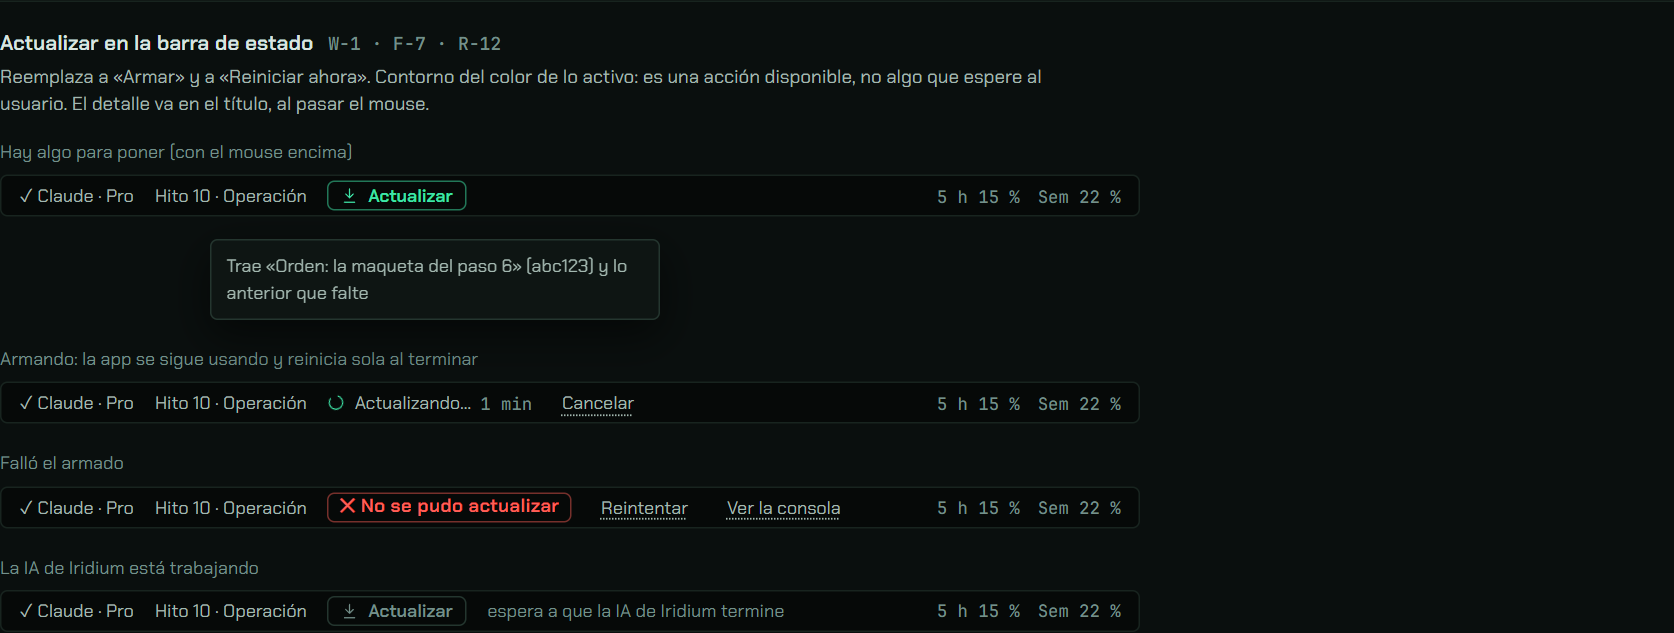 Actualizar en la barra de estado W-1 · F-7 · R-12
Reemplaza a «Armar» y a «Reiniciar ahora». Contorno del color de lo activo: es una acción disponible, no algo que espere al
usuario. El detalle va en el título, al pasar el mouse.
Hay algo para poner (con el mouse encima)
✓ Claude · Pro Hito 10 · Operación Actualizar 5 h 15 % Sem 22 %
Trae «Orden: la maqueta del paso 6» (abc123) y lo
anterior que falte
Armando: la app se sigue usando y reinicia sola al terminar
✓ Claude · Pro Hito 10 · Operación Actualizando... 1 min Cancelar 5 h 15 % Sem 22 %
Falló el armado
✓ Claude · Pro Hito 10 · Operación ✕ No se pudo actualizar Reintentar Ver la consola 5 h 15 % Sem 22 %
La IA de Iridium está trabajando
✓ Claude · Pro Hito 10 · Operación Actualizar espera a que la IA de Iridium termine 5 h 15 % Sem 22 %